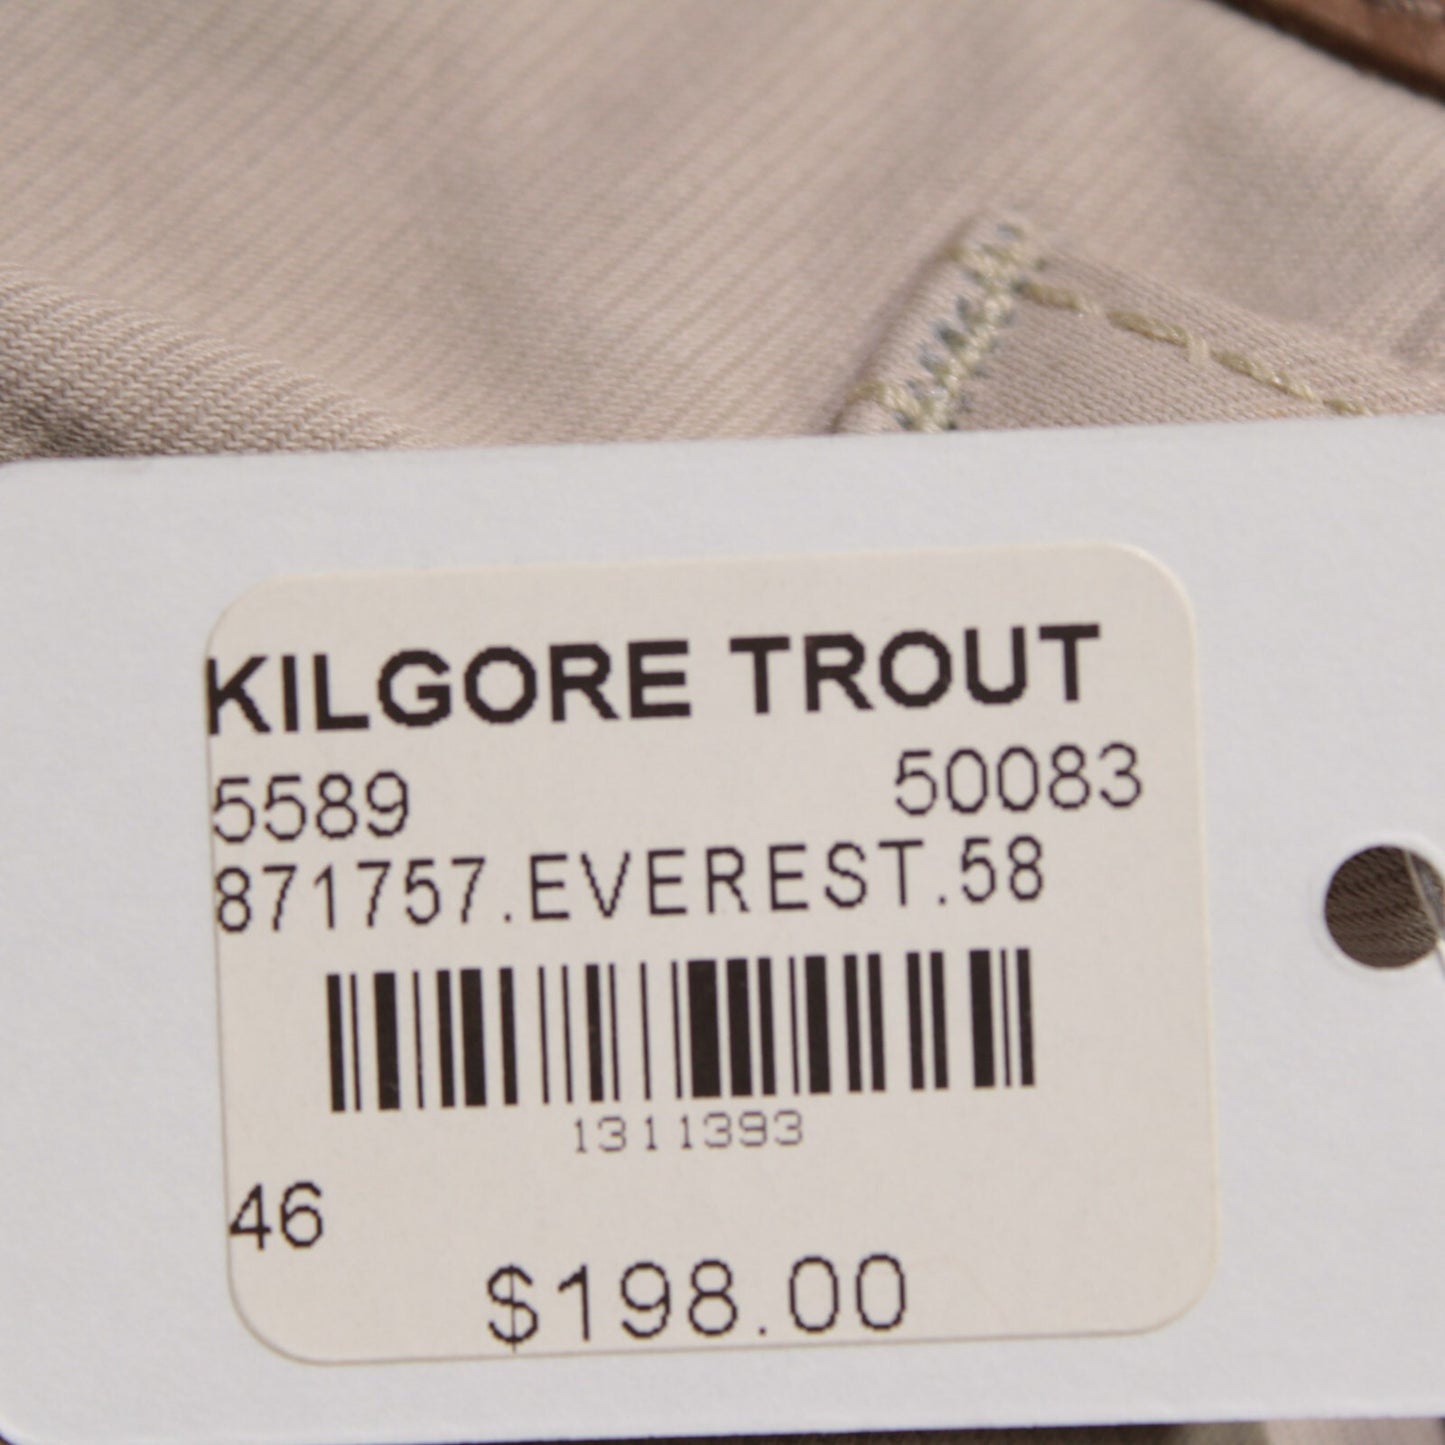 KILGORE TROUT
5589 50083
871757.EVEREST.58
1311393
46
$198.00